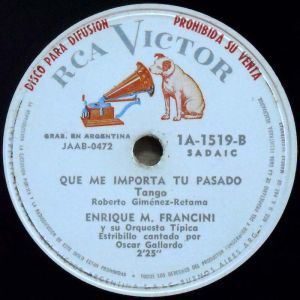 DISCO PARA DIFUSION
PROHIBIDA SU VENTA
RCA VICTOR
GRAB. EN ARGENTINA
JAAB-0472
1A-1519-B
SADAIC
QUE ME IMPORTA TU PASADO
Tango
Roberto Giménez-Retama
ENRIQUE M. FRANCINI
y su Orquesta Típica
Estribillo cantado por
Oscar Gallardo
2'25"